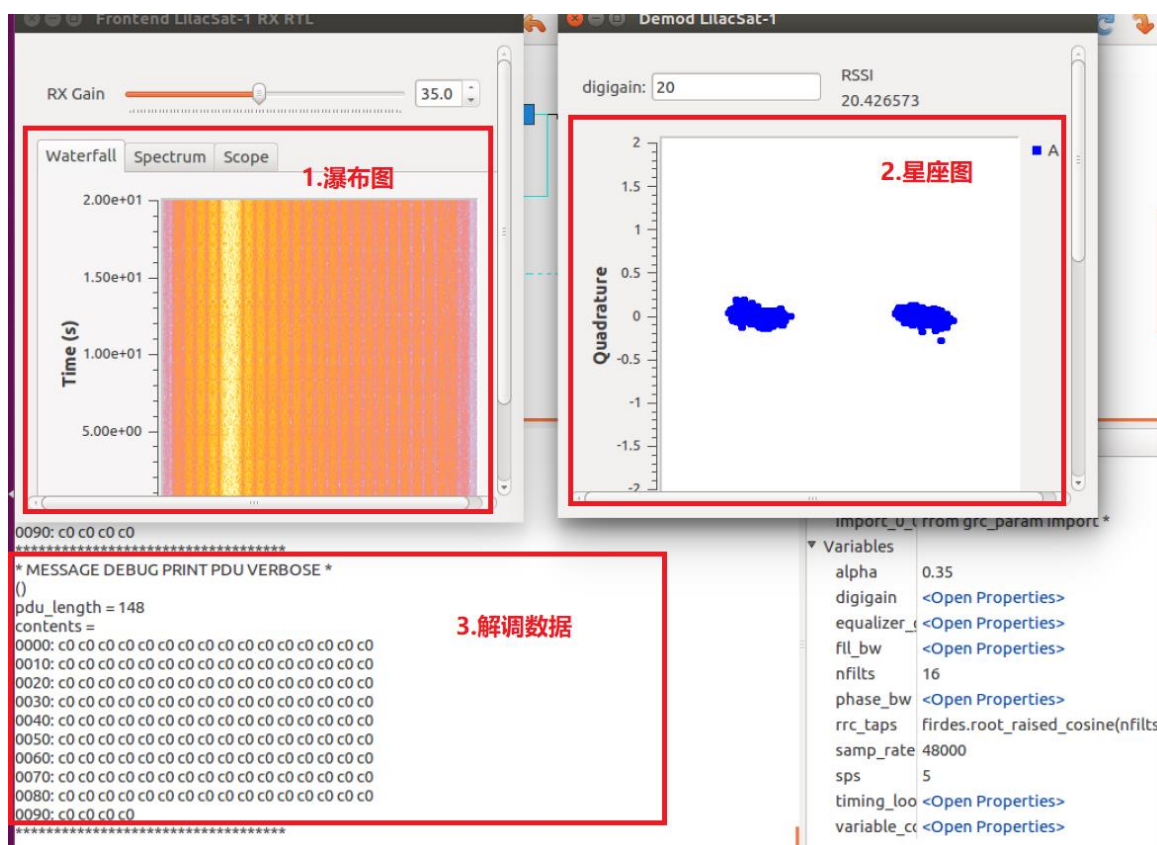 Frontend LilacSat-1 RX RTL
RX Gain
35.0
Waterfall Spectrum Scope
1.瀑布图
2.00e+01
1.50e+01
1.00e+01
5.00e+00
Time (s)
Demod LilacSat-1
digigain: 20
RSSI
20.426573
2.星座图
A
2
1.5
1
0.5
0
-0.5
-1
-1.5
-2
Quadrature
0090: c0 c0 c0 c0
***********************************
* MESSAGE DEBUG PRINT PDU VERBOSE *
()
pdu_length = 148
contents =
3.解调数据
0000: c0 c0 c0 c0 c0 c0 c0 c0 c0 c0 c0 c0 c0 c0 c0 c0
0010: c0 c0 c0 c0 c0 c0 c0 c0 c0 c0 c0 c0 c0 c0 c0 c0
0020: c0 c0 c0 c0 c0 c0 c0 c0 c0 c0 c0 c0 c0 c0 c0 c0
0030: c0 c0 c0 c0 c0 c0 c0 c0 c0 c0 c0 c0 c0 c0 c0 c0
0040: c0 c0 c0 c0 c0 c0 c0 c0 c0 c0 c0 c0 c0 c0 c0 c0
0050: c0 c0 c0 c0 c0 c0 c0 c0 c0 c0 c0 c0 c0 c0 c0 c0
0060: c0 c0 c0 c0 c0 c0 c0 c0 c0 c0 c0 c0 c0 c0 c0 c0
0070: c0 c0 c0 c0 c0 c0 c0 c0 c0 c0 c0 c0 c0 c0 c0 c0
0080: c0 c0 c0 c0 c0 c0 c0 c0 c0 c0 c0 c0 c0 c0 c0 c0
0090: c0 c0 c0 c0
***********************************
import_0_( from grc_param import *
Variables
alpha 0.35
digigain <Open Properties>
equalizer_ <Open Properties>
fll_bw <Open Properties>
nfilts 16
phase_bw <Open Properties>
rrc_taps firdes.root_raised_cosine(nfilts
samp_rate 48000
sps 5
timing_loo <Open Properties>
variable_c <Open Properties>